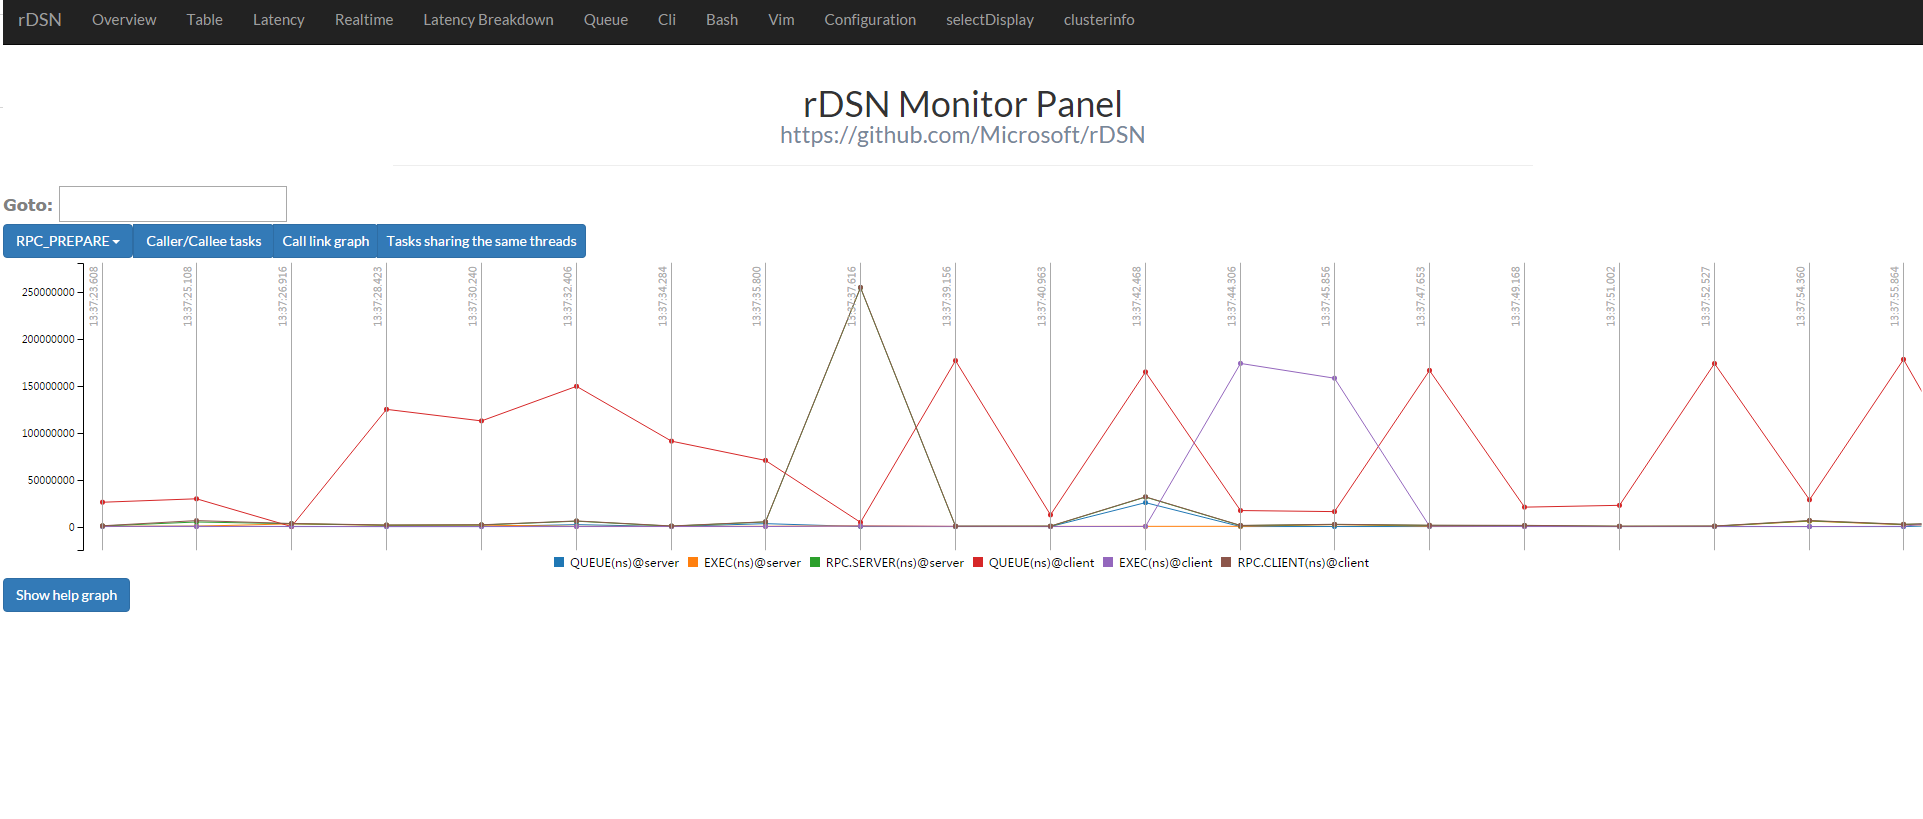 rDSN Overview Table Latency Realtime Latency Breakdown Queue Cli Bash Vim Configuration selectDisplay clusterinfo
rDSN Monitor Panel
https://github.com/Microsoft/rDSN
Goto:
RPC_PREPARE Caller/Callee tasks Call link graph Tasks sharing the same threads
13:37:23.608 13:37:25.108 13:37:26.916 13:37:28.423 13:37:30.240 13:37:32.406 13:37:34.284 13:37:35.800 13:37:37.616 13:37:39.156 13:37:40.963 13:37:42.468 13:37:44.306 13:37:45.856 13:37:47.653 13:37:49.168 13:37:51.002 13:37:52.527 13:37:54.360 13:37:55.864
250000000
200000000
150000000
100000000
50000000
0
QUEUE(ns)@server EXEC(ns)@server RPC.SERVER(ns)@server QUEUE(ns)@client EXEC(ns)@client RPC.CLIENT(ns)@client
Show help graph